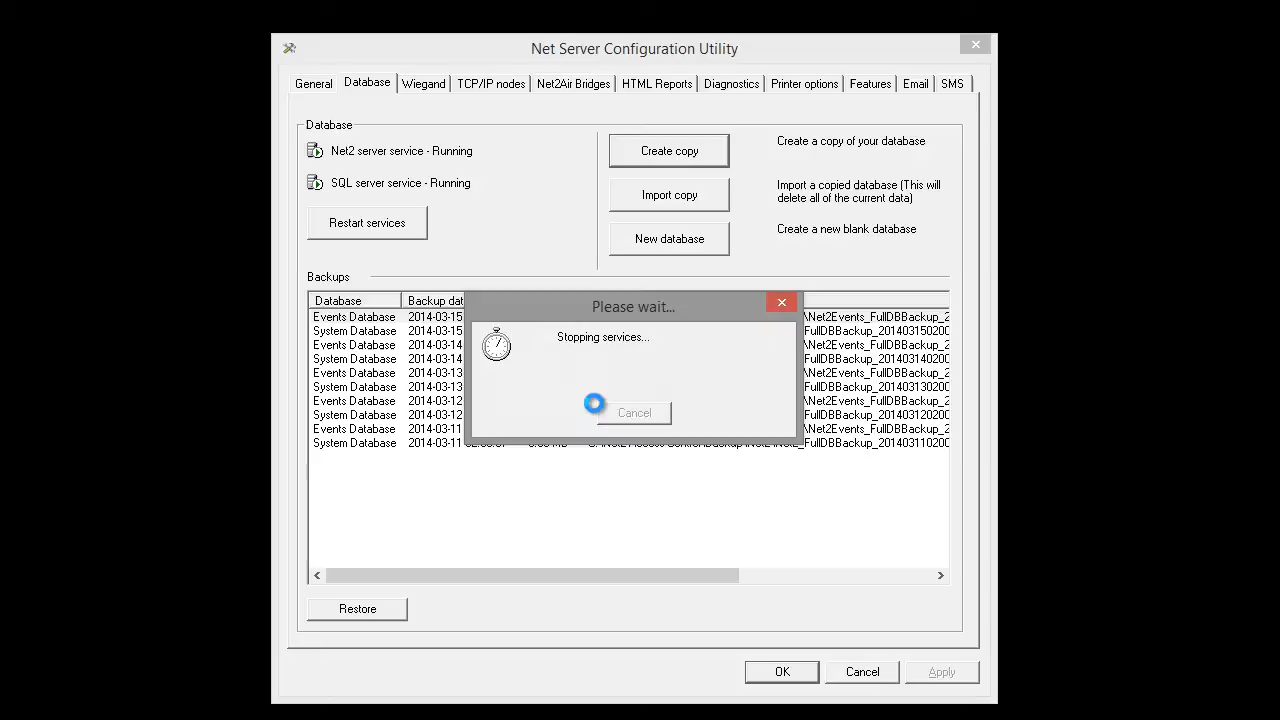 Net Server Configuration Utility
General Database Wiegand TCP/IP nodes Net2Air Bridges HTML Reports Diagnostics Printer options Features Email SMS
Database
Net2 server service - Running
SQL server service - Running
Restart services
Create copy
Create a copy of your database
Import copy
Import a copied database (This will
delete all of the current data)
New database
Create a new blank database
Backups
Database Backup dat
Events Database 2014-03-15 \Net2Events_FullDBBackup_2
System Database 2014-03-15 FullDBBackup_201403150200
Events Database 2014-03-14 \Net2Events_FullDBBackup_2
System Database 2014-03-14 FullDBBackup_201403140200
Events Database 2014-03-13 \Net2Events_FullDBBackup_2
System Database 2014-03-13 FullDBBackup_201403130200
Events Database 2014-03-12 \Net2Events_FullDBBackup_2
System Database 2014-03-12 FullDBBackup_201403120200
Events Database 2014-03-11 \Net2Events_FullDBBackup_2
System Database 2014-03-11 FullDBBackup_201403110200
Please wait...
Stopping services...
Cancel
Restore
OK Cancel Apply